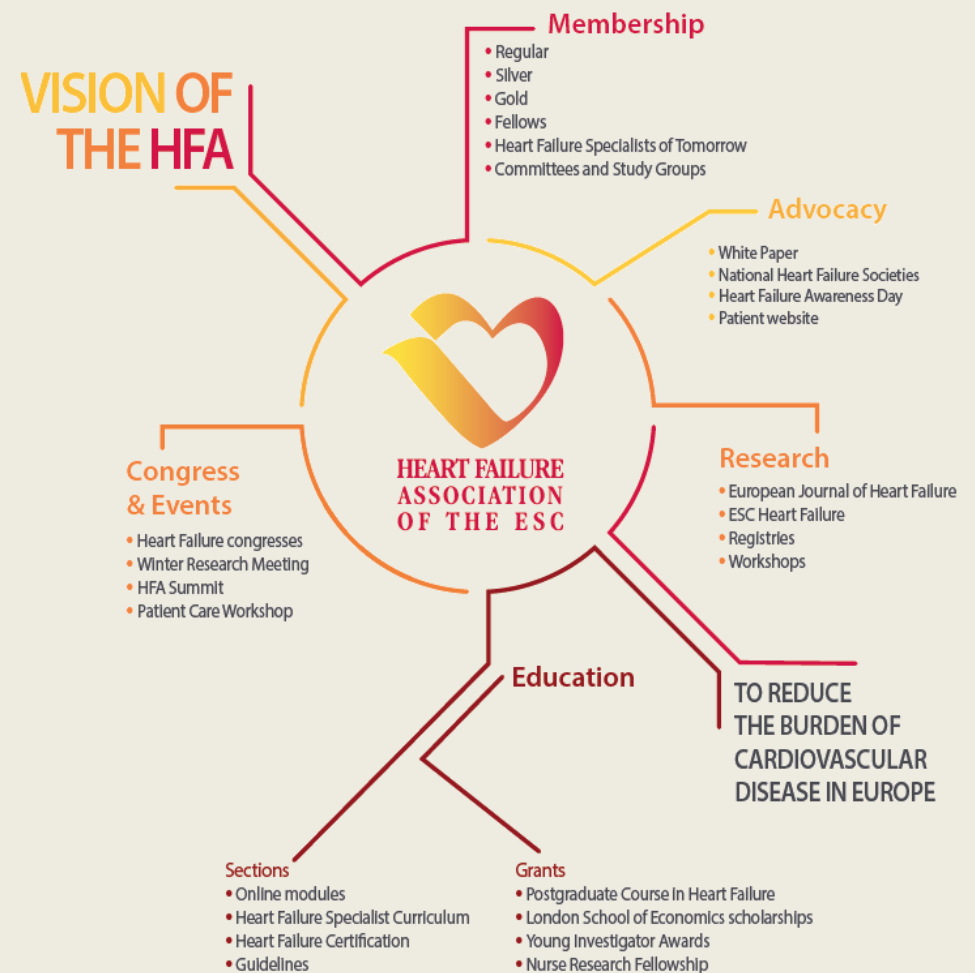 VISION OF
THE HFA
Membership
• Regular
• Silver
• Gold
• Fellows
• Heart Failure Specialists of Tomorrow
• Committees and Study Groups
Advocacy
• White Paper
• National Heart Failure Societies
• Heart Failure Awareness Day
• Patient website
HEART FAILURE
ASSOCIATION
OF THE ESC
Research
• European Journal of Heart Failure
• ESC Heart Failure
• Registries
• Workshops
Congress
& Events
• Heart Failure congresses
• Winter Research Meeting
• HFA Summit
• Patient Care Workshop
Education
TO REDUCE
THE BURDEN OF
CARDIOVASCULAR
DISEASE IN EUROPE
Sections
• Online modules
• Heart Failure Specialist Curriculum
• Heart Failure Certification
• Guidelines
Grants
• Postgraduate Course in Heart Failure
• London School of Economics scholarships
• Young Investigator Awards
• Nurse Research Fellowship